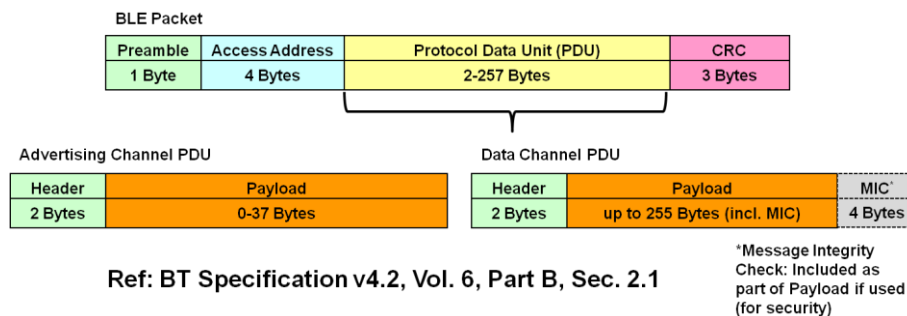 BLE Packet
Preamble Access Address Protocol Data Unit (PDU) CRC
1 Byte 4 Bytes 2-257 Bytes 3 Bytes
Advertising Channel PDU
Header Payload
2 Bytes 0-37 Bytes
Data Channel PDU
Header Payload MIC*
2 Bytes up to 255 Bytes (incl. MIC) 4 Bytes
*Message Integrity
Check: Included as
part of Payload if used
(for security)
Ref: BT Specification v4.2, Vol. 6, Part B, Sec. 2.1